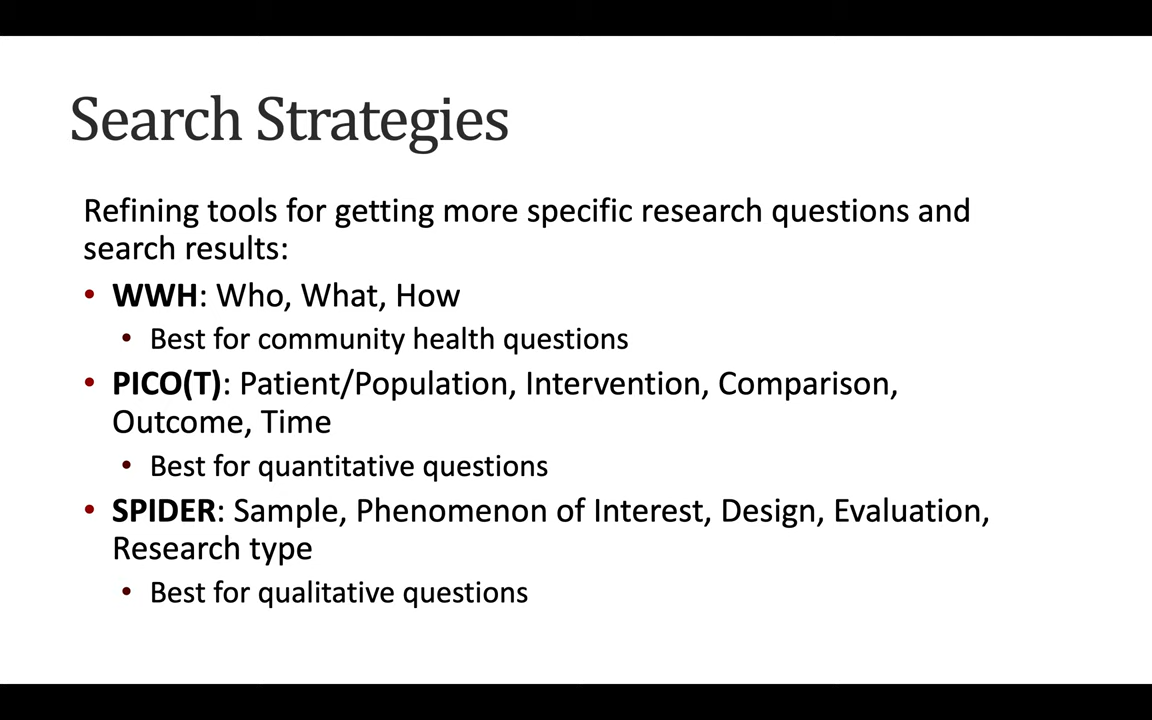 Search Strategies
Refining tools for getting more specific research questions and
search results:
• WWH: Who, What, How
• Best for community health questions
• PICO(T): Patient/Population, Intervention, Comparison,
Outcome, Time
• Best for quantitative questions
• SPIDER: Sample, Phenomenon of Interest, Design, Evaluation,
Research type
• Best for qualitative questions